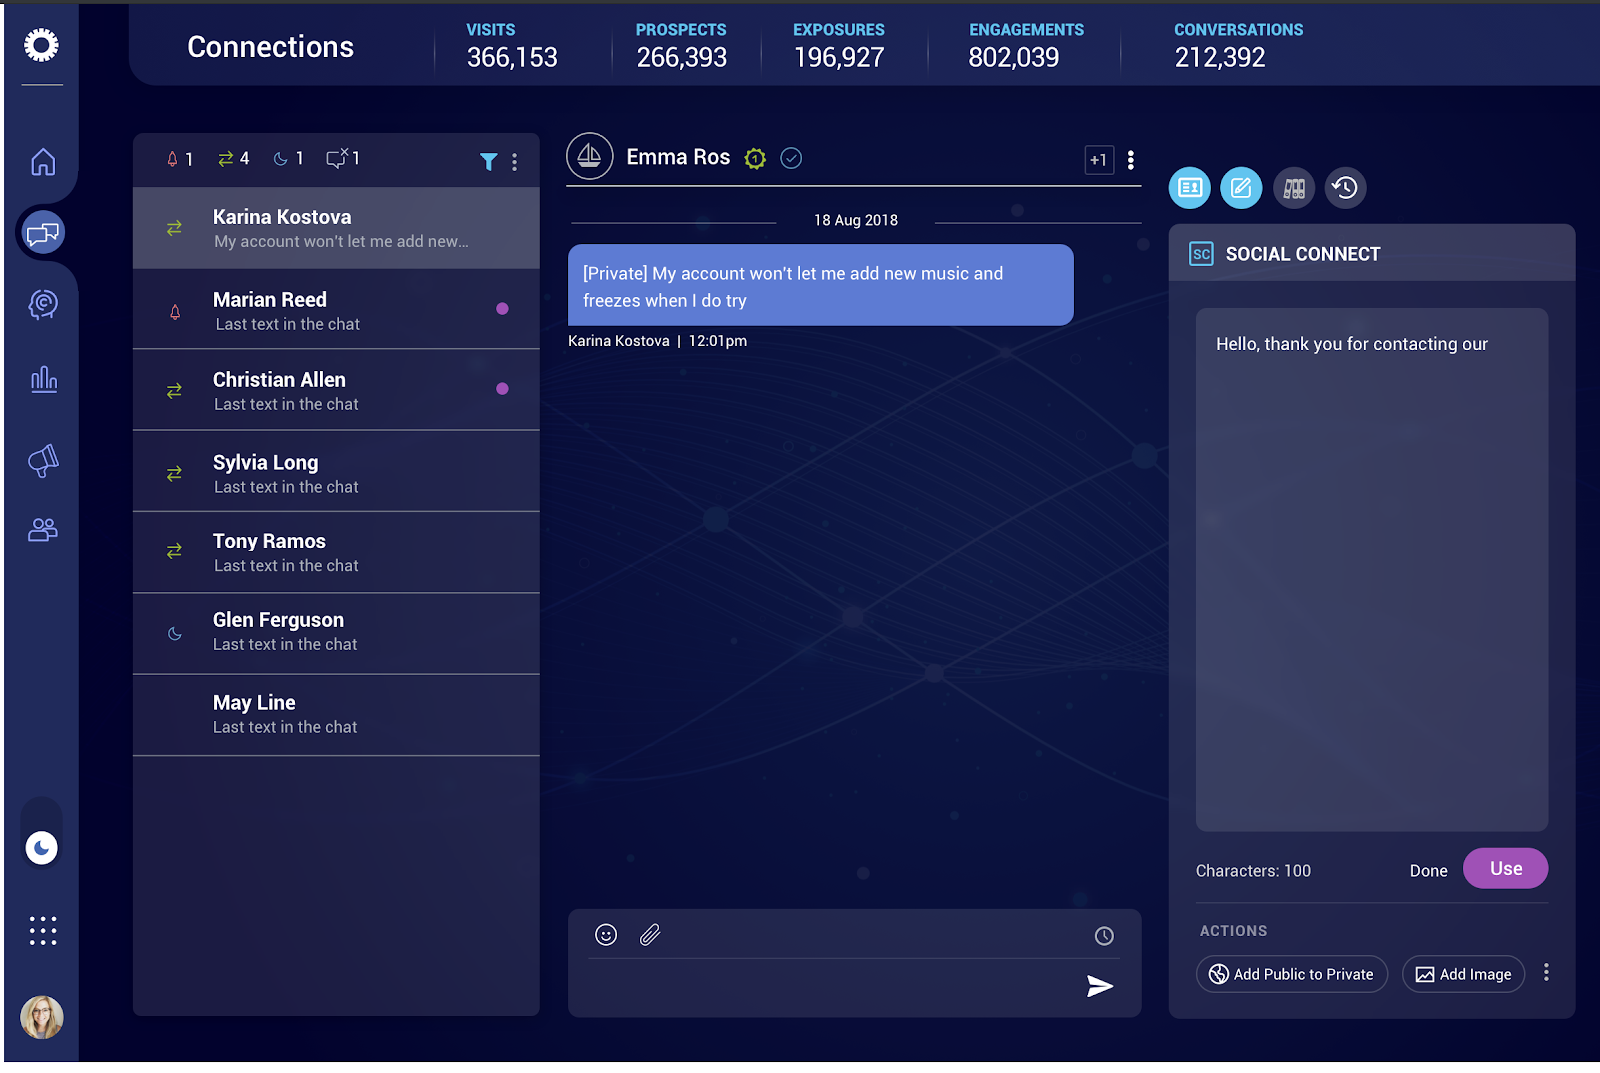 Connections
VISITS
366,153
PROSPECTS
266,393
EXPOSURES
196,927
ENGAGEMENTS
802,039
CONVERSATIONS
212,392
1
4
1
1
Karina Kostova
My account won't let me add new...
Marian Reed
Last text in the chat
Christian Allen
Last text in the chat
Sylvia Long
Last text in the chat
Tony Ramos
Last text in the chat
Glen Ferguson
Last text in the chat
May Line
Last text in the chat
Emma Ros
1
+1
18 Aug 2018
[Private] My account won't let me add new music and
freezes when I do try
Karina Kostova | 12:01pm
SC
SOCIAL CONNECT
Hello, thank you for contacting our
Characters: 100
Done
Use
ACTIONS
Add Public to Private
Add Image